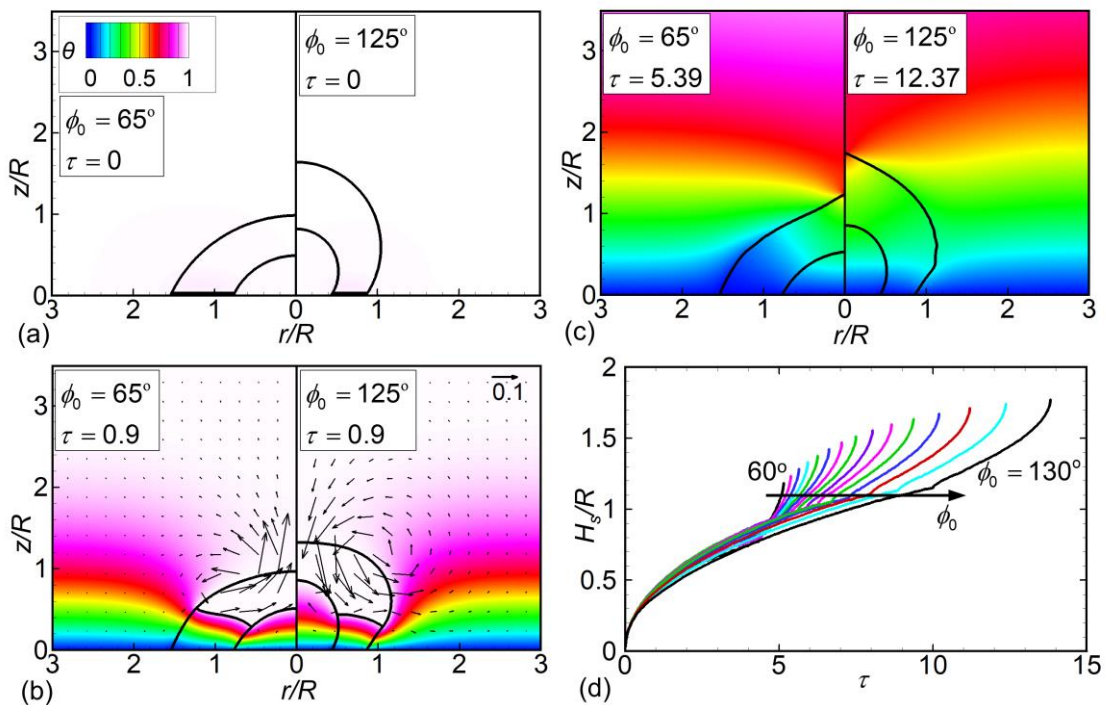 3
2
1
0
z/R
θ
0 0.5 1
ϕ₀ = 65°
τ = 0
ϕ₀ = 125°
τ = 0
3 2 1 0 1 2 3
r/R
(a)
3
2
1
0
z/R
ϕ₀ = 65°
τ = 5.39
ϕ₀ = 125°
τ = 12.37
3 2 1 0 1 2 3
r/R
(c)
3
2
1
0
z/R
ϕ₀ = 65°
τ = 0.9
ϕ₀ = 125°
τ = 0.9
0.1
3 2 1 0 1 2 3
r/R
(b)
2
1.5
1
0.5
0
Hₛ/R
60°
ϕ₀ = 130°
ϕ₀
0 5 10 15
τ
(d)